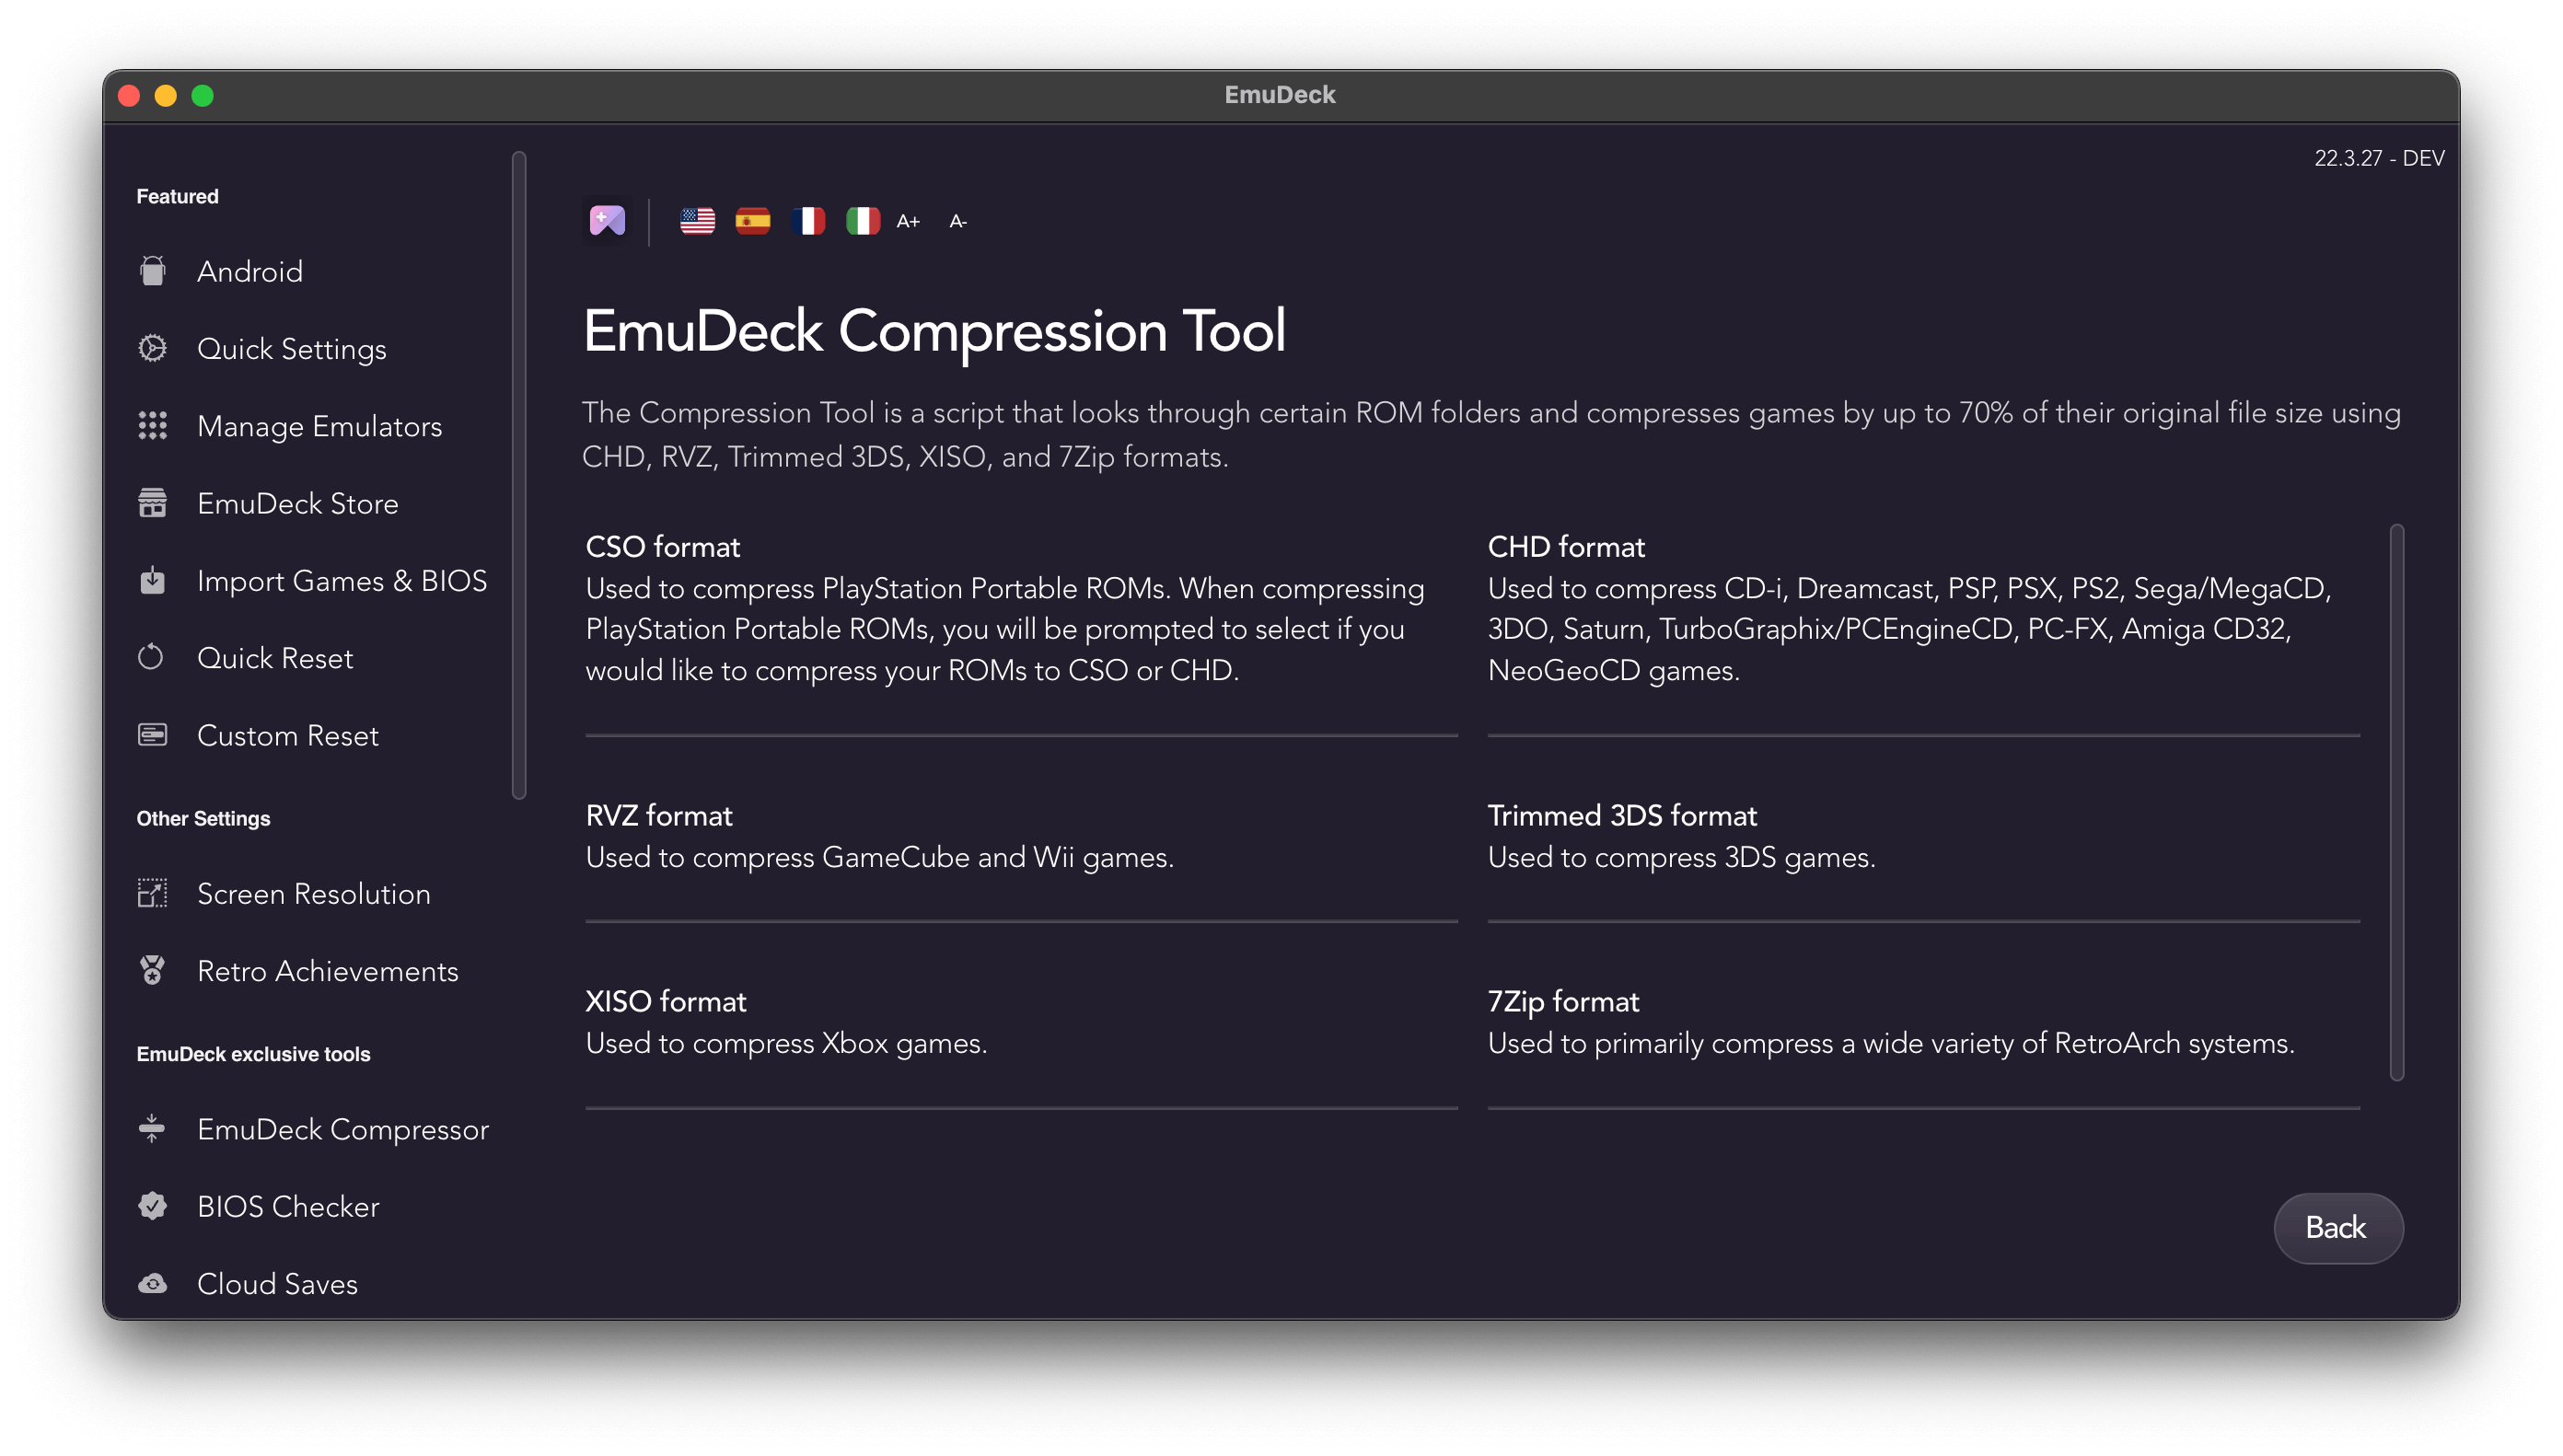 EmuDeck
22.3.27 - DEV
Featured
Android
Quick Settings
Manage Emulators
EmuDeck Store
Import Games & BIOS
Quick Reset
Custom Reset
Other Settings
Screen Resolution
Retro Achievements
EmuDeck exclusive tools
EmuDeck Compressor
BIOS Checker
Cloud Saves
A+ A-
EmuDeck Compression Tool
The Compression Tool is a script that looks through certain ROM folders and compresses games by up to 70% of their original file size using
CHD, RVZ, Trimmed 3DS, XISO, and 7Zip formats.
CSO format
Used to compress PlayStation Portable ROMs. When compressing
PlayStation Portable ROMs, you will be prompted to select if you
would like to compress your ROMs to CSO or CHD.
CHD format
Used to compress CD-i, Dreamcast, PSP, PSX, PS2, Sega/MegaCD,
3DO, Saturn, TurboGraphix/PCEngineCD, PC-FX, Amiga CD32,
NeoGeoCD games.
RVZ format
Used to compress GameCube and Wii games.
Trimmed 3DS format
Used to compress 3DS games.
XISO format
Used to compress Xbox games.
7Zip format
Used to primarily compress a wide variety of RetroArch systems.
Back